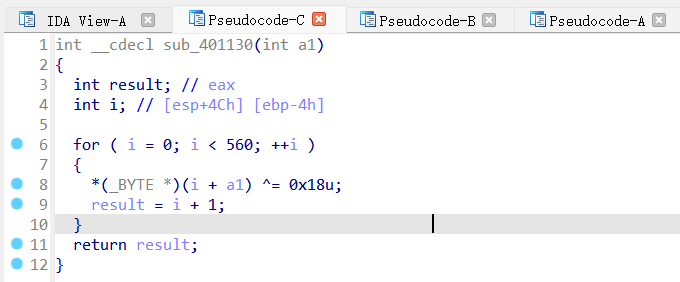 IDA View-A Pseudocode-C Pseudocode-B Pseudocode-A
1 int __cdecl sub_401130(int a1)
2 {
3   int result; // eax
4   int i; // [esp+4Ch] [ebp-4h]
5
6   for ( i = 0; i < 560; ++i )
7   {
8     *(_BYTE *)(i + a1) ^= 0x18u;
9     result = i + 1;
10   }
11   return result;
12 }